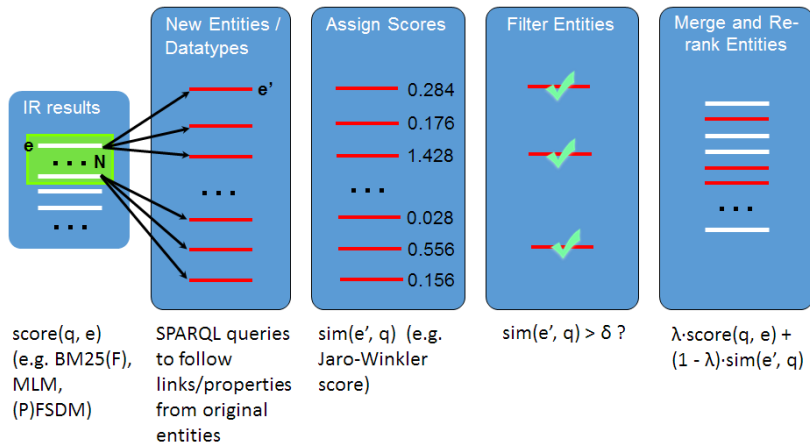 IR results
e
... N
...
New Entities /
Datatypes
e'
...
Assign Scores
0.284
0.176
1.428
...
0.028
0.556
0.156
Filter Entities
Merge and Re-
rank Entities
...
score(q, e)
(e.g. BM25(F),
MLM,
(P)FSDM)
SPARQL queries
to follow
links/properties
from original
entities
sim(e', q) (e.g.
Jaro-Winkler
score)
sim(e', q) > δ ?
λ·score(q, e) +
(1 - λ)·sim(e', q)